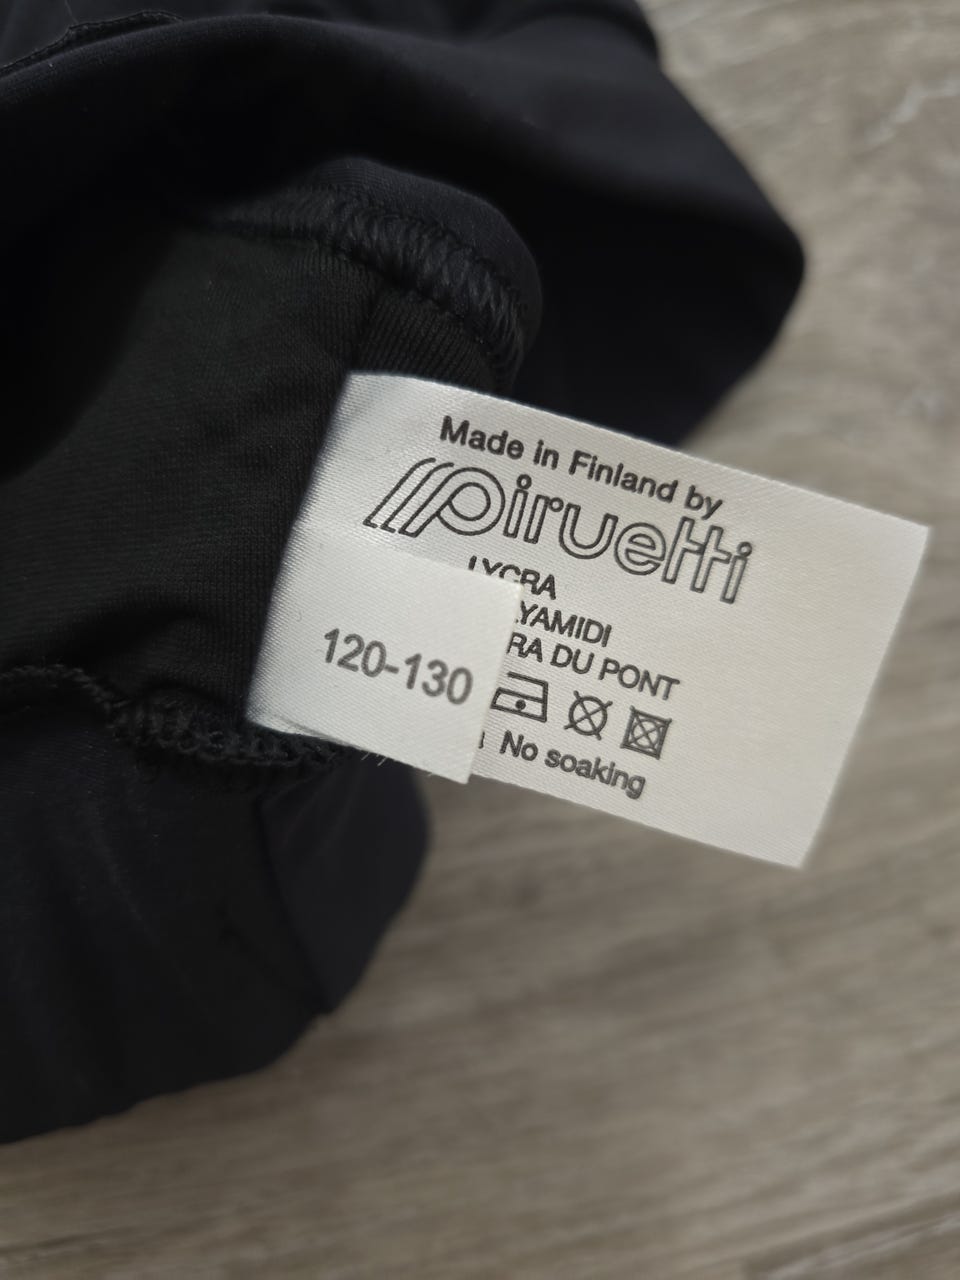 Made in Finland by
Piruetti
LYCRA
YAMIDI
RA DU PONT
120-130
No soaking